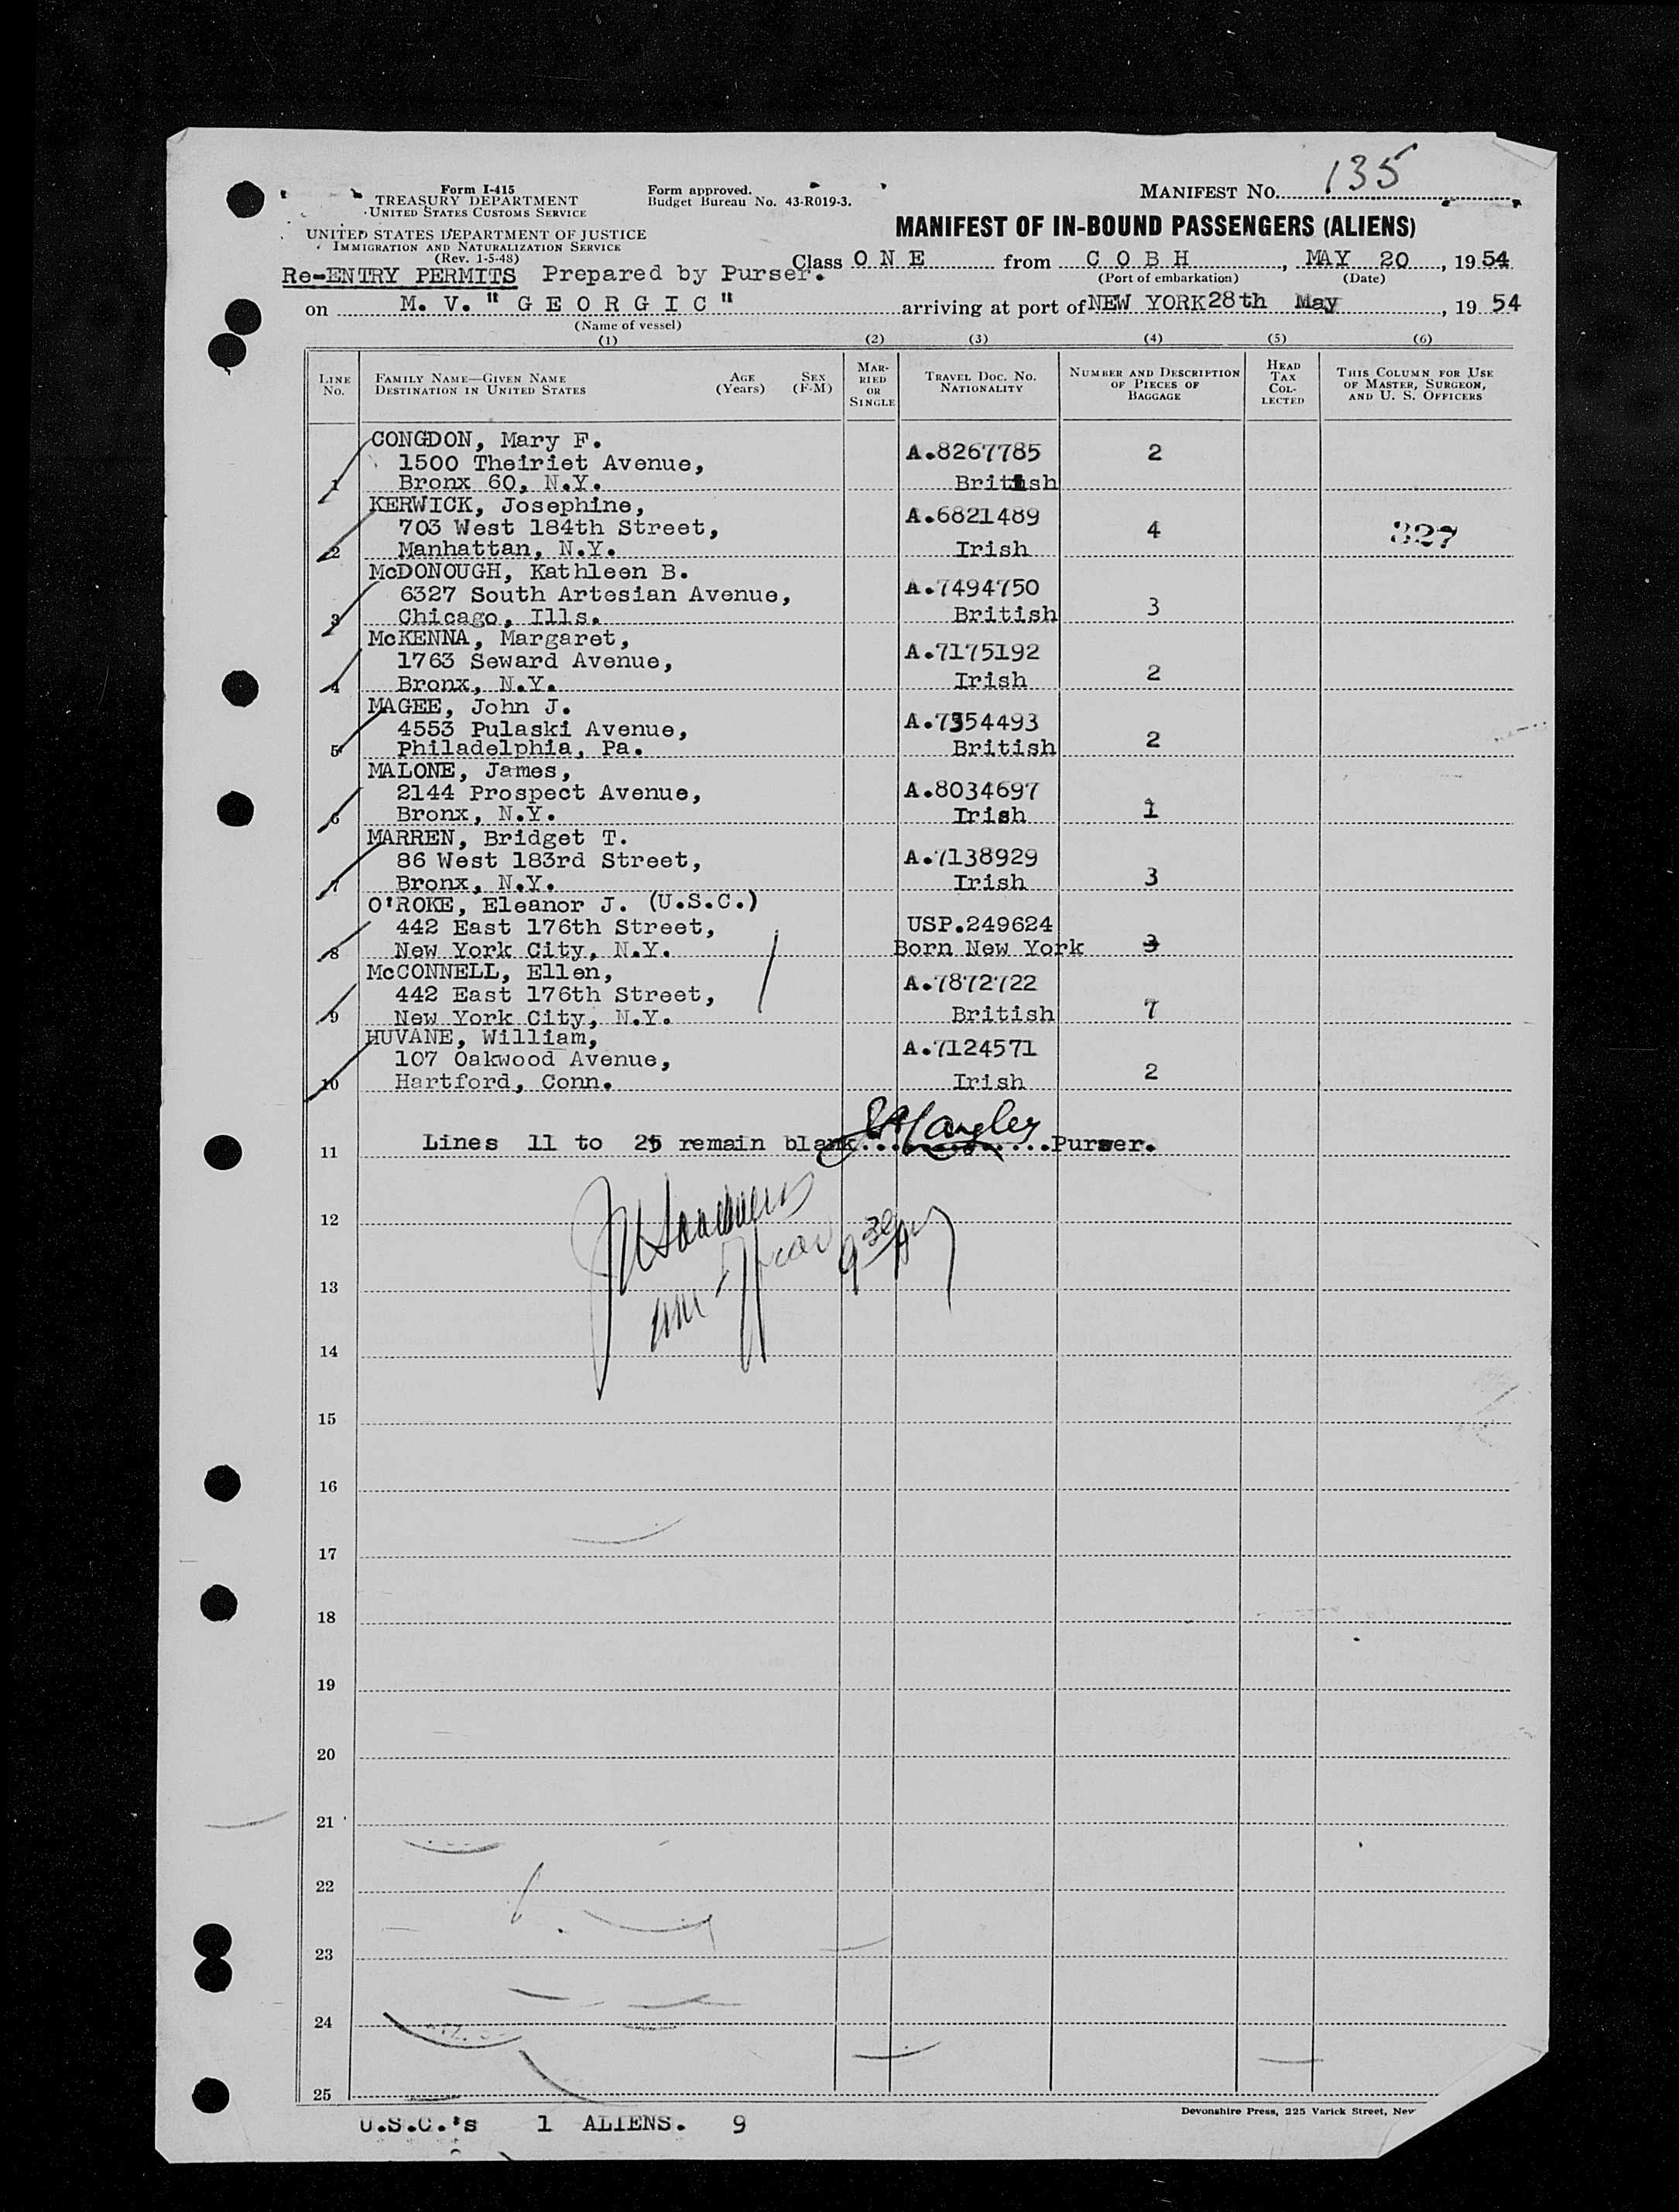 135
Form I-415
TREASURY DEPARTMENT
UNITED STATES CUSTOMS SERVICE
Form approved.
Budget Bureau No. 43-R019-3.
MANIFEST NO.
UNITED STATES DEPARTMENT OF JUSTICE
IMMIGRATION AND NATURALIZATION SERVICE
(Rev. 1-5-48)
MANIFEST OF IN-BOUND PASSENGERS (ALIENS)
Re-ENTRY PERMITS Prepared by Purser.
Class O N E from C O B H, MAY 20, 1954
(Port of embarkation) (Date)
on M. V. " G E O R G I C " arriving at port of NEW YORK 28th May, 1954
(Name of vessel)
(1) (2) (3) (4) (5) (6)
LINE NO.
FAMILY NAME—GIVEN NAME
DESTINATION IN UNITED STATES
AGE (Years)
SEX (F-M)
MARRIED OR SINGLE
TRAVEL DOC. NO.
NATIONALITY
NUMBER AND DESCRIPTION OF PIECES OF BAGGAGE
HEAD TAX COLLECTED
THIS COLUMN FOR USE OF MASTER, SURGEON, AND U. S. OFFICERS
CONGDON, Mary F.
1500 Theiriet Avenue, A.8267785 2
1 Bronx 60, N.Y. British
KERWICK, Josephine, A.6821489
703 West 184th Street, 4 327
2 Manhattan, N.Y. Irish
McDONOUGH, Kathleen B.
6327 South Artesian Avenue, A.7494750 3
3 Chicago, Ills. British
McKENNA, Margaret, A.7175192
1763 Seward Avenue, 2
4 Bronx, N.Y. Irish
MAGEE, John J.
4553 Pulaski Avenue, A.7354493 2
5 Philadelphia, Pa. British
MALONE, James,
2144 Prospect Avenue, A.8034697
6 Bronx, N.Y. Irish 1
MARREN, Bridget T.
86 West 183rd Street, A.7138929
7 Bronx, N.Y. Irish 3
O'ROKE, Eleanor J. (U.S.C.)
442 East 176th Street, USP.249624
8 New York City, N.Y. Born New York 3
McCONNELL, Ellen, A.7872722
442 East 176th Street,
9 New York City, N.Y. British 7
HUVANE, William, A.7124571
107 Oakwood Avenue, 2
10 Hartford, Conn. Irish
11 Lines 11 to 25 remain blank. Purser.
12
13
14
15
16
17
18
19
20
21
22
23
24
25
Devonshire Press, 225 Varick Street, New
U.S.C.'s 1 ALIENS. 9